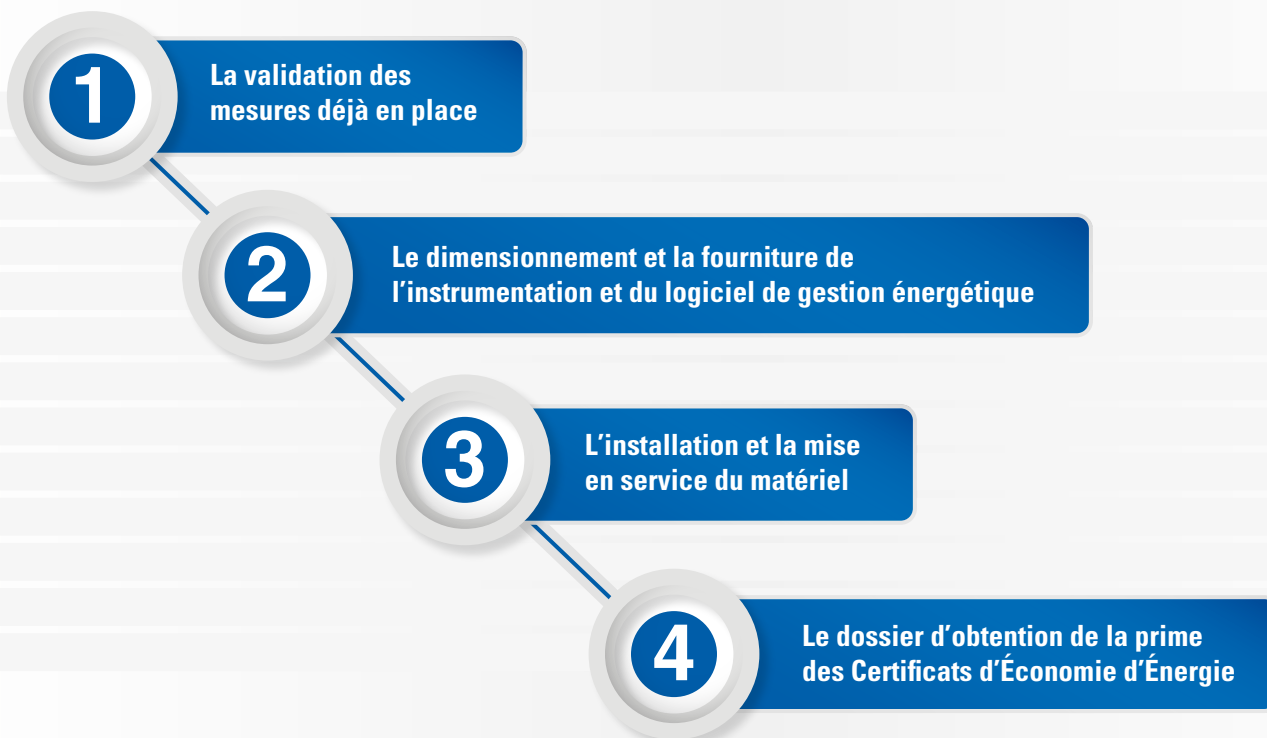 1
La validation des
mesures déjà en place
2
Le dimensionnement et la fourniture de
l'instrumentation et du logiciel de gestion énergétique
3
L'installation et la mise
en service du matériel
4
Le dossier d'obtention de la prime
des Certificats d'Économie d'Énergie